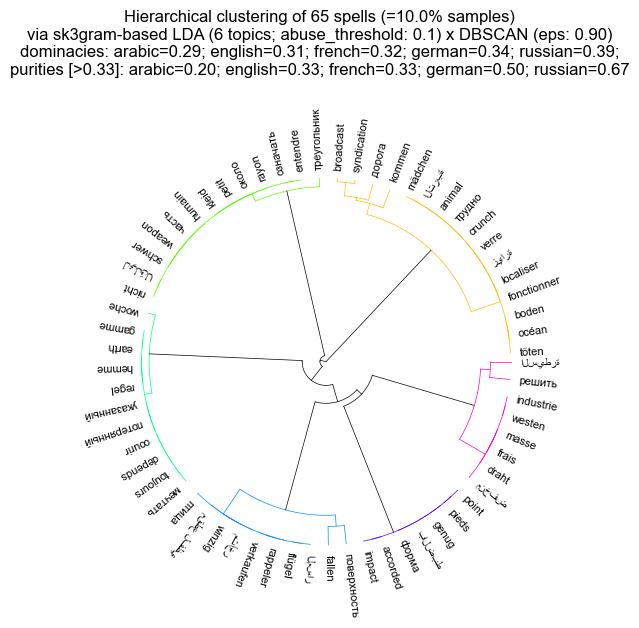 Hierarchical clustering of 65 spells (=10.0% samples)
via sk3gram-based LDA (6 topics; abuse_threshold: 0.1) x DBSCAN (eps: 0.90)
dominacies: arabic=0.29; english=0.31; french=0.32; german=0.34; russian=0.39;
purities [>0.33]: arabic=0.20; english=0.33; french=0.33; german=0.50; russian=0.67
broadcast
syndication
дорога
kommen
mädchen
animal
трудно
crunch
verre
localiser
fonctionner
boden
océan
töten
решить
industrie
westen
masse
frais
draht
point
pieds
genug
форма
accorded
impact
поверхность
fallen
flügel
rappeler
verkaufen
winzig
птица
мечтать
toujours
depends
courir
потерянный
указанный
regel
hemme
earth
gamme
woche
nicht
schwer
weapon
часть
humain
kleid
petit
около
rayon
означать
entendre
треугольник